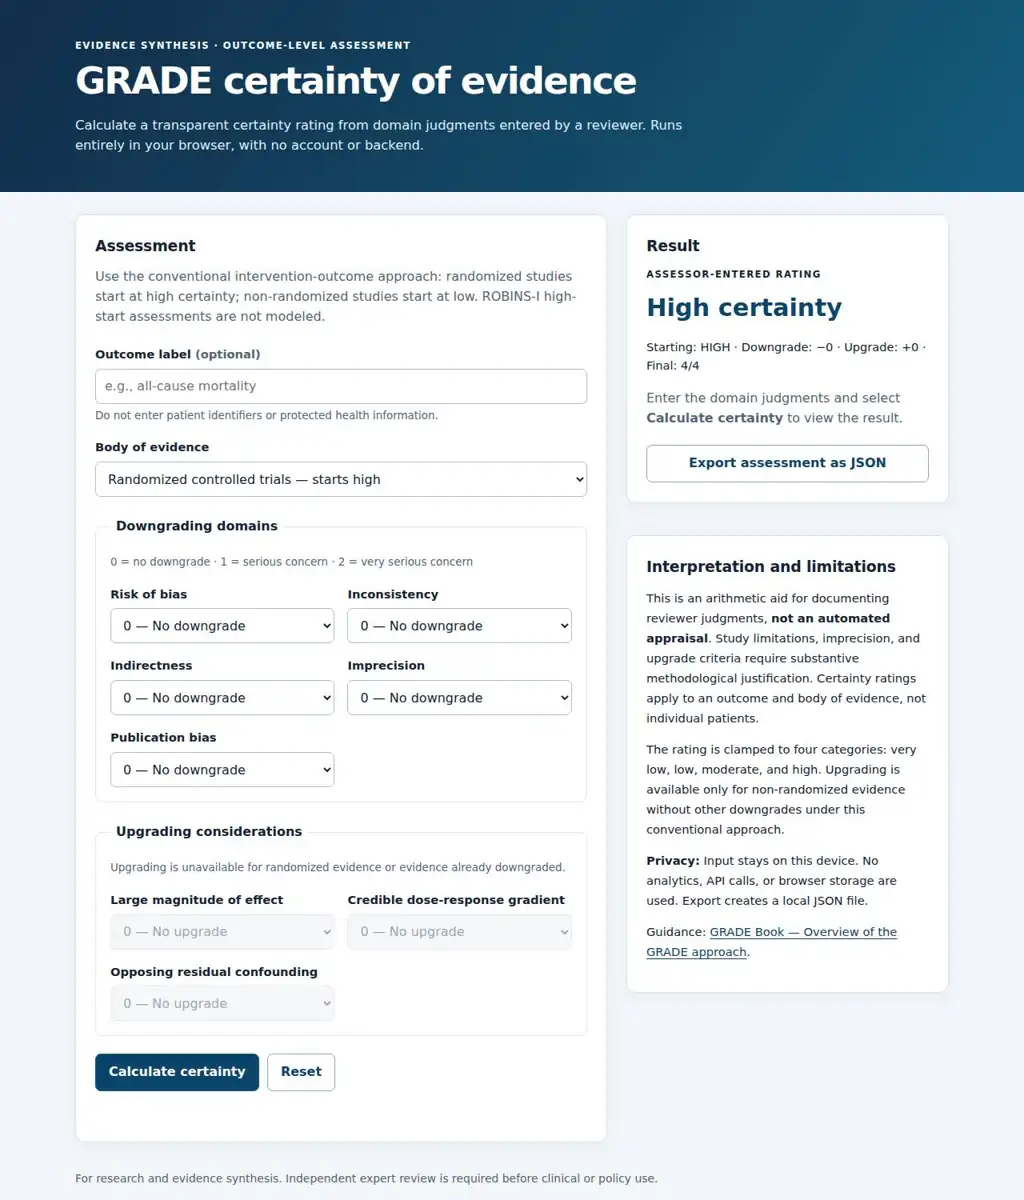 EVIDENCE SYNTHESIS · OUTCOME-LEVEL ASSESSMENT
GRADE certainty of evidence
Calculate a transparent certainty rating from domain judgments entered by a reviewer. Runs
entirely in your browser, with no account or backend.
Assessment
Use the conventional intervention-outcome approach: randomized studies
start at high certainty; non-randomized studies start at low. ROBINS-I high-
start assessments are not modeled.
Outcome label (optional)
e.g., all-cause mortality
Do not enter patient identifiers or protected health information.
Body of evidence
Randomized controlled trials — starts high
Downgrading domains
0 = no downgrade · 1 = serious concern · 2 = very serious concern
Risk of bias
Inconsistency
0 — No downgrade
0 — No downgrade
Indirectness
Imprecision
0 — No downgrade
0 — No downgrade
Publication bias
0 — No downgrade
Upgrading considerations
Upgrading is unavailable for randomized evidence or evidence already downgraded.
Large magnitude of effect
Credible dose-response gradient
0 — No upgrade
0 — No upgrade
Opposing residual confounding
0 — No upgrade
Calculate certainty
Reset
Result
ASSESSOR-ENTERED RATING
High certainty
Starting: HIGH · Downgrade: −0 · Upgrade: +0 ·
Final: 4/4
Enter the domain judgments and select
Calculate certainty to view the result.
Export assessment as JSON
Interpretation and limitations
This is an arithmetic aid for documenting
reviewer judgments, not an automated
appraisal. Study limitations, imprecision, and
upgrade criteria require substantive
methodological justification. Certainty ratings
apply to an outcome and body of evidence, not
individual patients.
The rating is clamped to four categories: very
low, low, moderate, and high. Upgrading is
available only for non-randomized evidence
without other downgrades under this
conventional approach.
Privacy: Input stays on this device. No
analytics, API calls, or browser storage are
used. Export creates a local JSON file.
Guidance: GRADE Book — Overview of the
GRADE approach.
For research and evidence synthesis. Independent expert review is required before clinical or policy use.